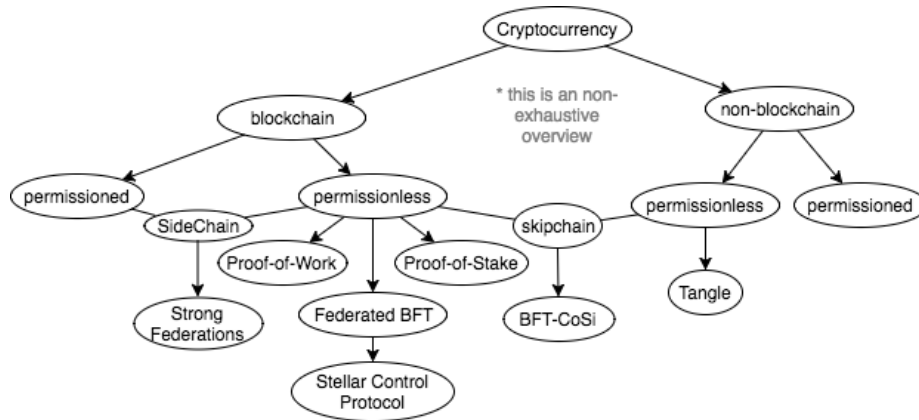 Cryptocurrency
* this is an non-
exhaustive
overview
blockchain
non-blockchain
permissioned
permissionless
permissionless
permissioned
SideChain
skipchain
Proof-of-Work
Proof-of-Stake
Tangle
Strong
Federations
Federated BFT
BFT-CoSi
Stellar Control
Protocol